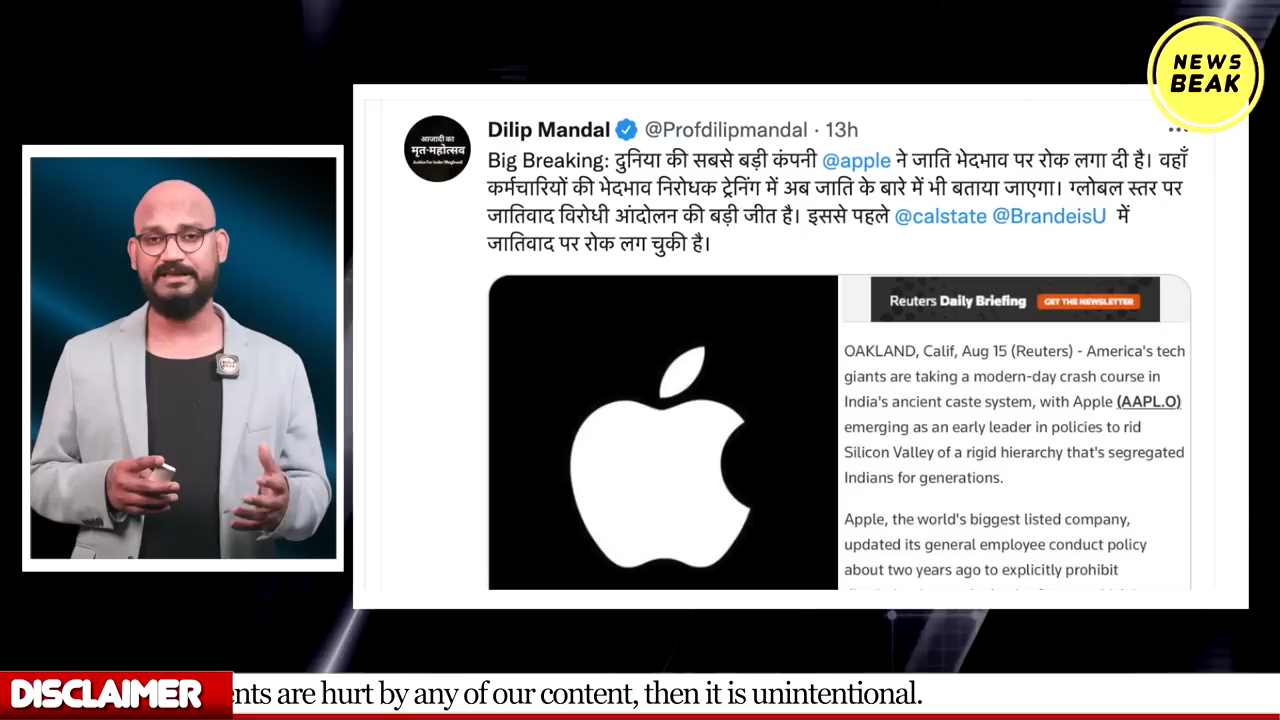 NEWS
BEAK
आजादी का
मृत-महोत्सव
Justice For Inder Meghwal
Dilip Mandal @Profdilipmandal · 13h
Big Breaking: दुनिया की सबसे बड़ी कंपनी @apple ने जाति भेदभाव पर रोक लगा दी है। वहाँ
कर्मचारियों की भेदभाव निरोधक ट्रेनिंग में अब जाति के बारे में भी बताया जाएगा। ग्लोबल स्तर पर
जातिवाद विरोधी आंदोलन की बड़ी जीत है। इससे पहले @calstate @BrandeisU में
जातिवाद पर रोक लग चुकी है।
Reuters Daily Briefing GET THE NEWSLETTER
OAKLAND, Calif, Aug 15 (Reuters) - America's tech
giants are taking a modern-day crash course in
India's ancient caste system, with Apple (AAPL.O)
emerging as an early leader in policies to rid
Silicon Valley of a rigid hierarchy that's segregated
Indians for generations.
Apple, the world's biggest listed company,
updated its general employee conduct policy
about two years ago to explicitly prohibit
DISCLAIMER ents are hurt by any of our content, then it is unintentional.